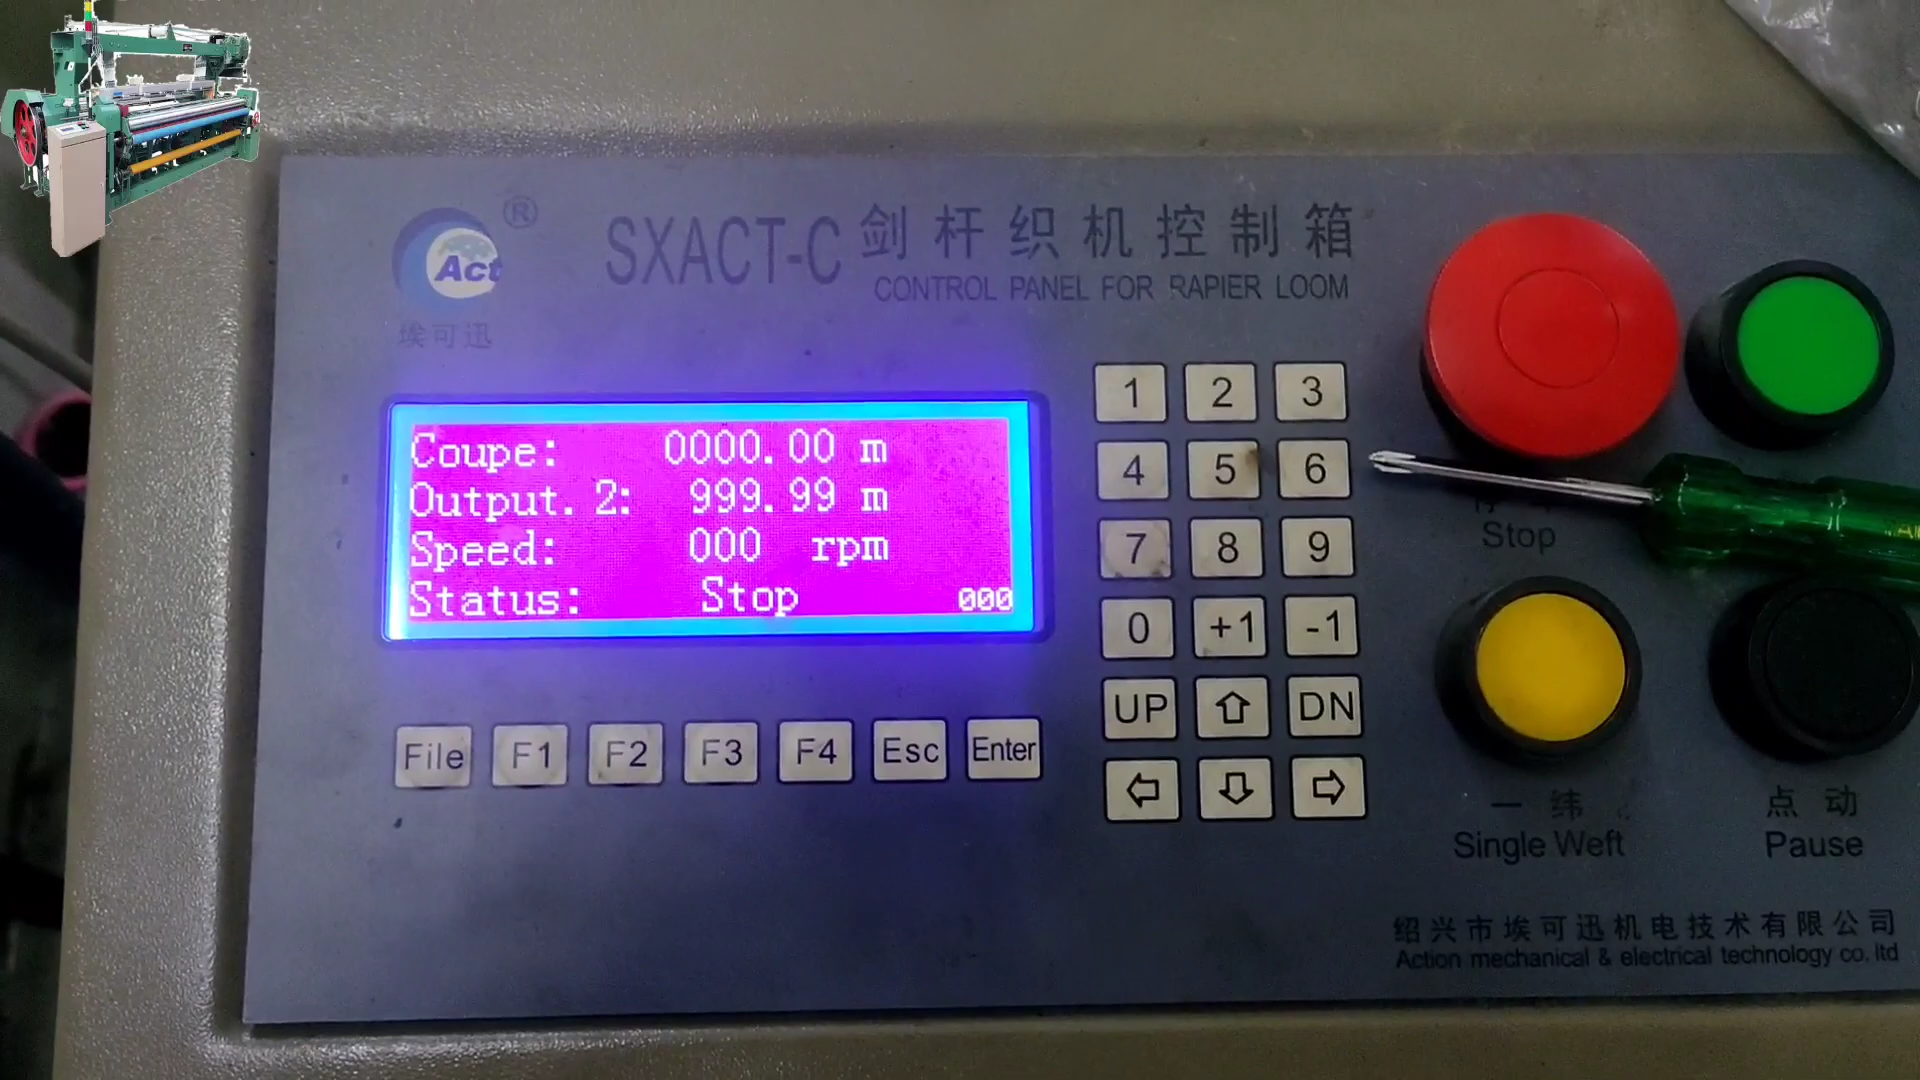 ®
Act
埃可迅
SXACT-C 剑杆织机控制箱
CONTROL PANEL FOR RAPIER LOOM
Coupe: 0000.00 m
Output.2: 999.99 m
Speed: 000 rpm
Status: Stop 000
File F1 F2 F3 F4 Esc Enter
1 2 3
4 5 6
7 8 9
0 +1 -1
UP DN
Stop
一纬
Single Weft
点动
Pause
绍兴市埃可迅机电技术有限公司
Action mechanical & electrical technology co. ltd